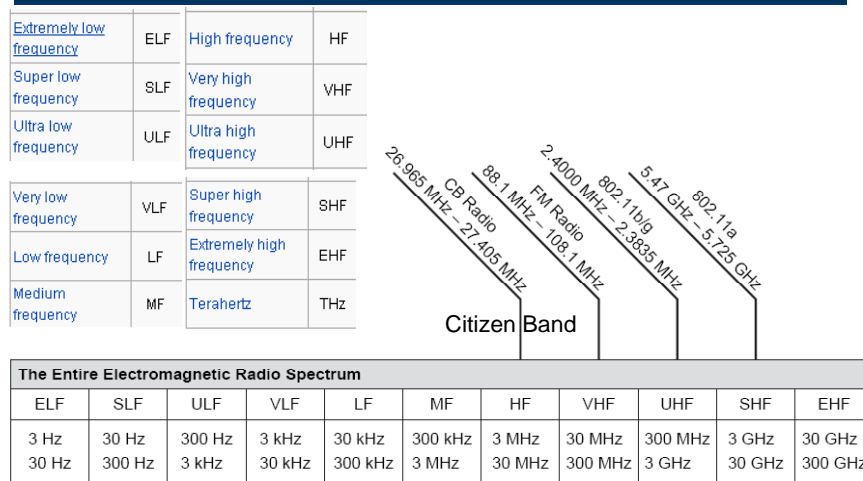 Extremely low
frequency
ELF
High frequency
HF
Super low
frequency
SLF
Very high
frequency
VHF
Ultra low
frequency
ULF
Ultra high
frequency
UHF
Very low
frequency
VLF
Super high
frequency
SHF
Low frequency
LF
Extremely high
frequency
EHF
Medium
frequency
MF
Terahertz
THz
CB Radio
26.965 MHz – 27.405 MHz
FM Radio
88.1 MHz – 108.1 MHz
802.11b/g
2.4000 MHz – 2.3835 MHz
802.11a
5.47 GHz – 5.725 GHz
Citizen Band
The Entire Electromagnetic Radio Spectrum
ELF SLF ULF VLF LF MF HF VHF UHF SHF EHF
3 Hz 30 Hz 300 Hz 3 kHz 30 kHz 300 kHz 3 MHz 30 MHz 300 MHz 3 GHz 30 GHz
30 Hz 300 Hz 3 kHz 30 kHz 300 kHz 3 MHz 30 MHz 300 MHz 3 GHz 30 GHz 300 GHz